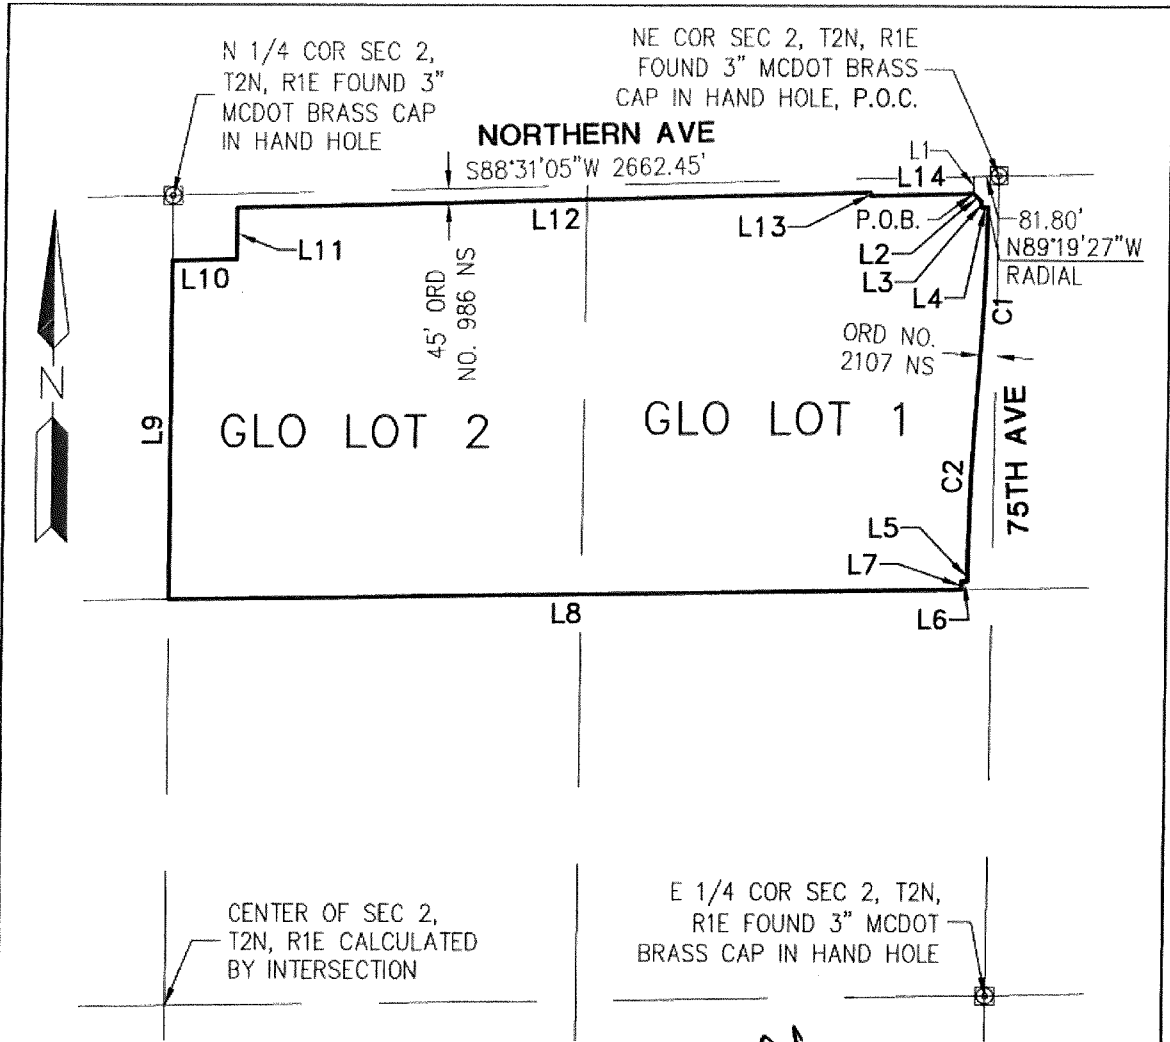 N 1/4 COR SEC 2,
T2N, R1E FOUND 3"
MCDOT BRASS CAP
IN HAND HOLE
NE COR SEC 2, T2N, R1E
FOUND 3" MCDOT BRASS
CAP IN HAND HOLE, P.O.C.
NORTHERN AVE
S88°31'05"W 2662.45'
L1
L14
L12
L13
P.O.B.
L2
L3
L4
81.80'
N89°19'27"W
RADIAL
L11
L10
45' ORD
NO. 986 NS
C1
ORD NO.
2107 NS
N
L9
GLO LOT 2
GLO LOT 1
75TH AVE
C2
L5
L7
L8
L6
CENTER OF SEC 2,
T2N, R1E CALCULATED
BY INTERSECTION
E 1/4 COR SEC 2, T2N,
R1E FOUND 3" MCDOT
BRASS CAP IN HAND HOLE